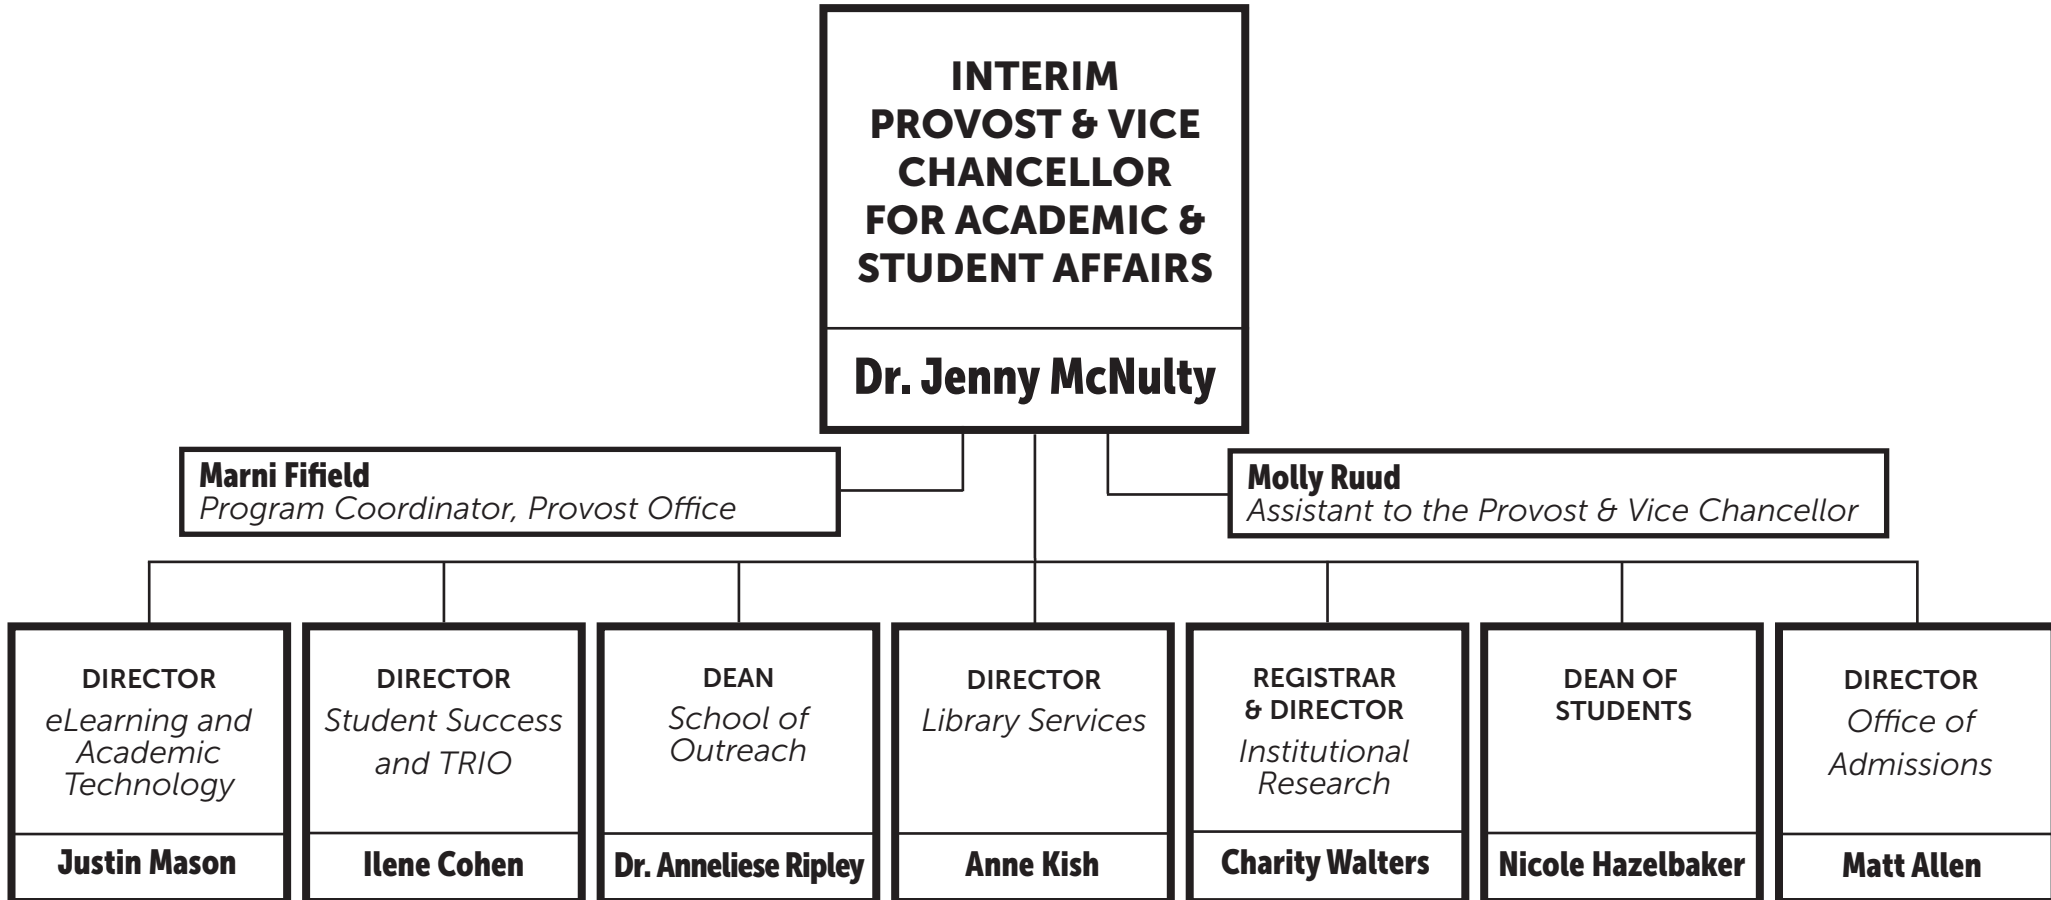 INTERIM
PROVOST & VICE
CHANCELLOR
FOR ACADEMIC &
STUDENT AFFAIRS
Dr. Jenny McNulty
Marni Fifield
Program Coordinator, Provost Office
Molly Ruud
Assistant to the Provost & Vice Chancellor
DIRECTOR
eLearning and
Academic
Technology
Justin Mason
DIRECTOR
Student Success
and TRIO
Ilene Cohen
DEAN
School of
Outreach
Dr. Anneliese Ripley
DIRECTOR
Library Services
Anne Kish
REGISTRAR
& DIRECTOR
Institutional
Research
Charity Walters
DEAN OF
STUDENTS
Nicole Hazelbaker
DIRECTOR
Office of
Admissions
Matt Allen